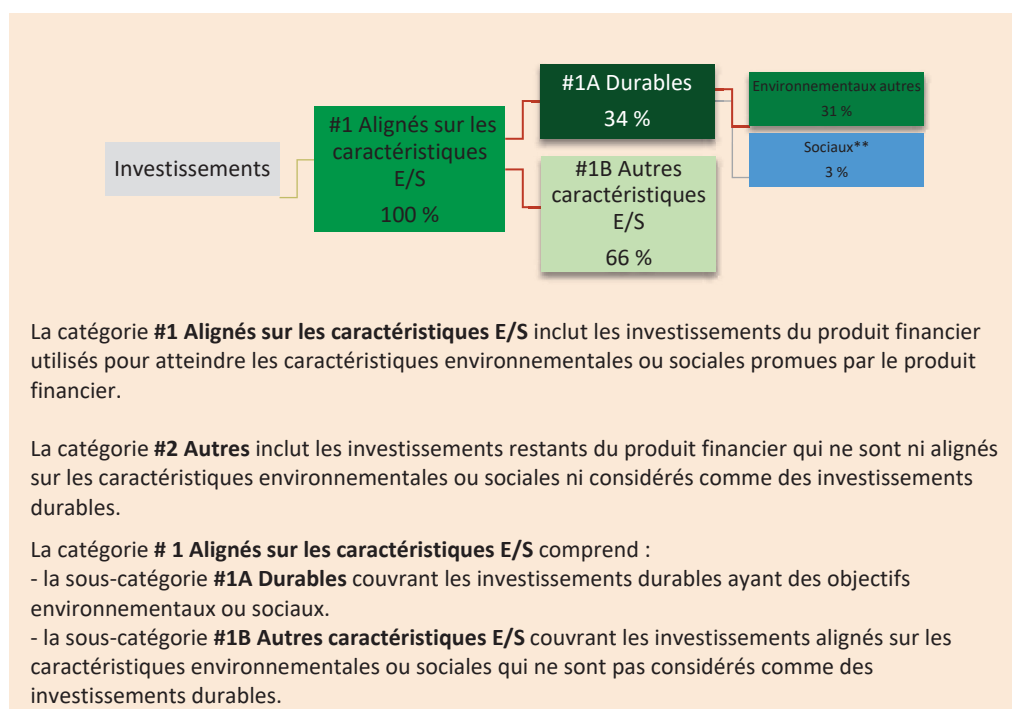 Investissements
#1 Alignés sur les
caractéristiques
E/S
100 %
#1A Durables
34 %
#1B Autres
caractéristiques
E/S
66 %
Environnementaux autres
31 %
Sociaux**
3 %
La catégorie #1 Alignés sur les caractéristiques E/S inclut les investissements du produit financier
utilisés pour atteindre les caractéristiques environnementales ou sociales promues par le produit
financier.
La catégorie #2 Autres inclut les investissements restants du produit financier qui ne sont ni alignés
sur les caractéristiques environnementales ou sociales ni considérés comme des investissements
durables.
La catégorie # 1 Alignés sur les caractéristiques E/S comprend :
- la sous-catégorie #1A Durables couvrant les investissements durables ayant des objectifs
environnementaux ou sociaux.
- la sous-catégorie #1B Autres caractéristiques E/S couvrant les investissements alignés sur les
caractéristiques environnementales ou sociales qui ne sont pas considérés comme des
investissements durables.